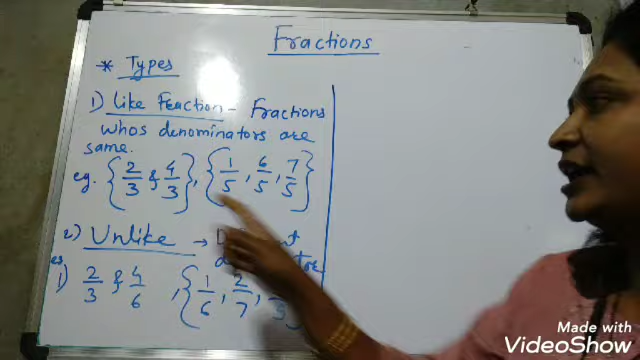 Fractions
* Types
1) Like Fraction - Fractions
whos denominators are
same.
eg. {2/3 & 4/3}, {1/5, 6/5, 7/5}
2) Unlike →
eg
1) 2/3 & 4/6, {1/6, 2/7,
Made with
VideoShow